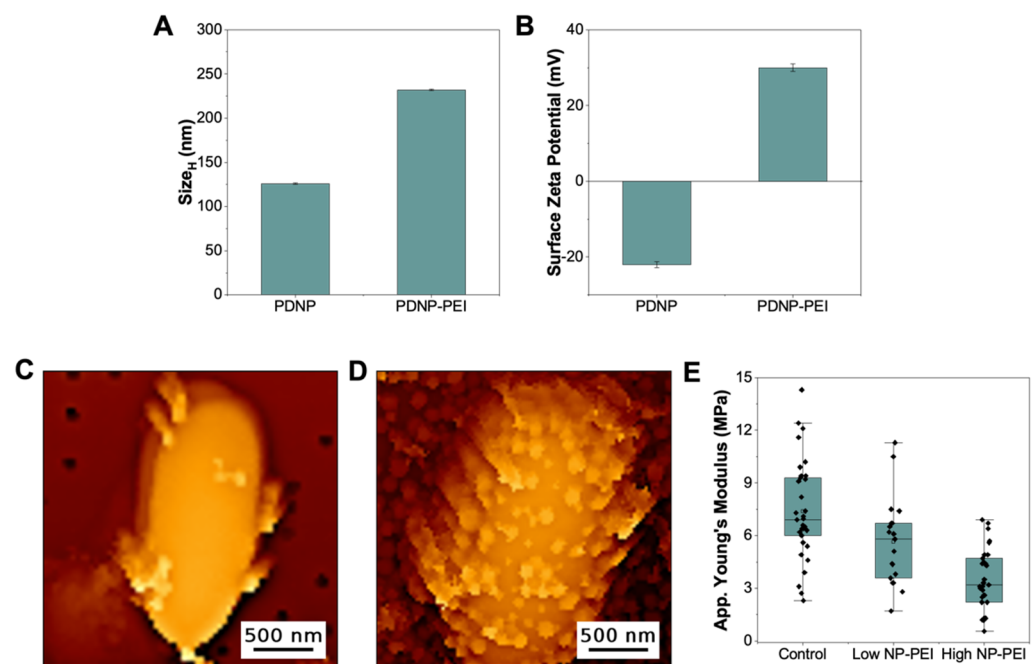 A
300
250
200
150
100
50
0
Size_H (nm)
PDNP
PDNP-PEI
B
40
20
0
-20
Surface Zeta Potential (mV)
PDNP
PDNP-PEI
C
500 nm
D
500 nm
E
15
12
9
6
3
0
App. Young's Modulus (MPa)
Control
Low NP-PEI
High NP-PEI